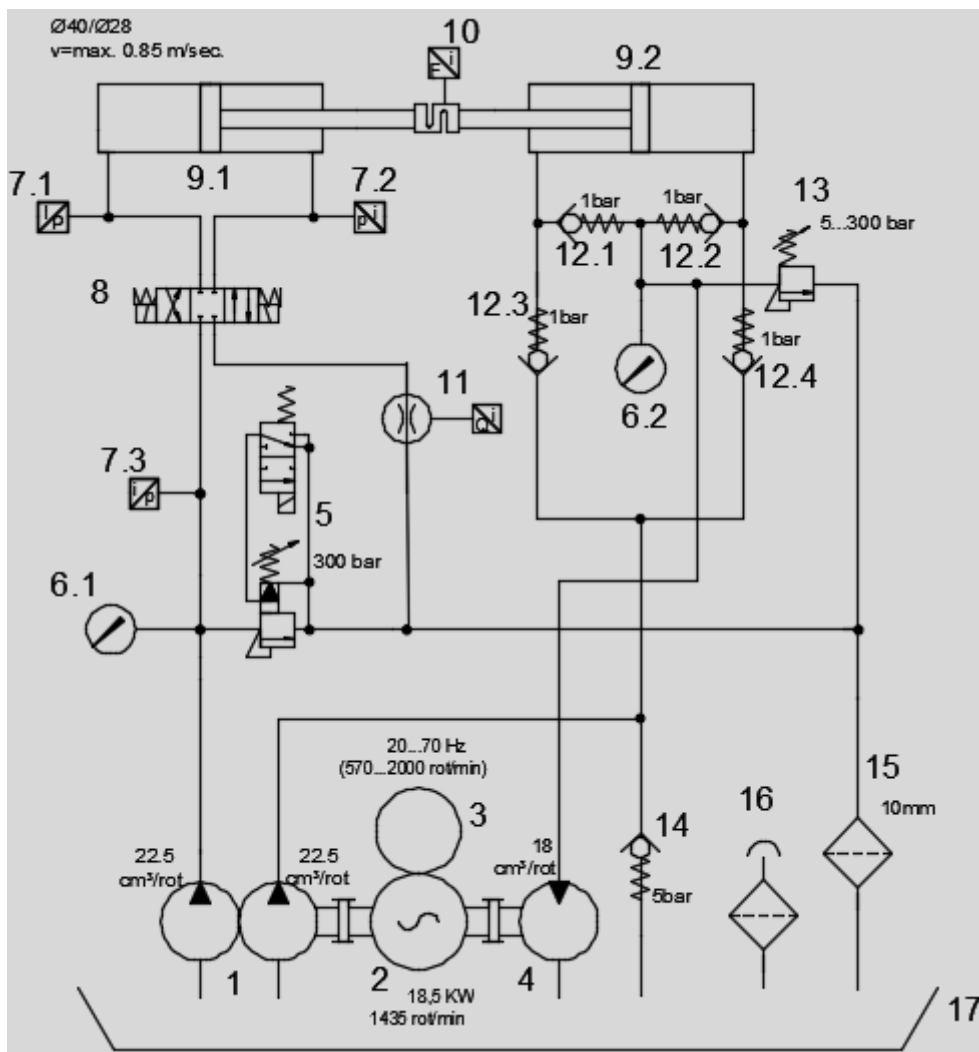 Ø40/Ø28
v=max. 0.85 m/sec.
10
9.2
9.1
7.1
7.2
i
p
p
i
F
i
13
5...300 bar
1bar
1bar
12.1
12.2
8
12.3
1bar
1bar
12.4
11
Q
i
6.2
7.3
i
p
5
300 bar
6.1
20...70 Hz
(570...2000 rot/min)
3
14
16
15
10mm
22.5
cm³/rot
22.5
cm³/rot
18
cm³/rot
5bar
1
2
4
18,5 KW
1435 rot/min
17